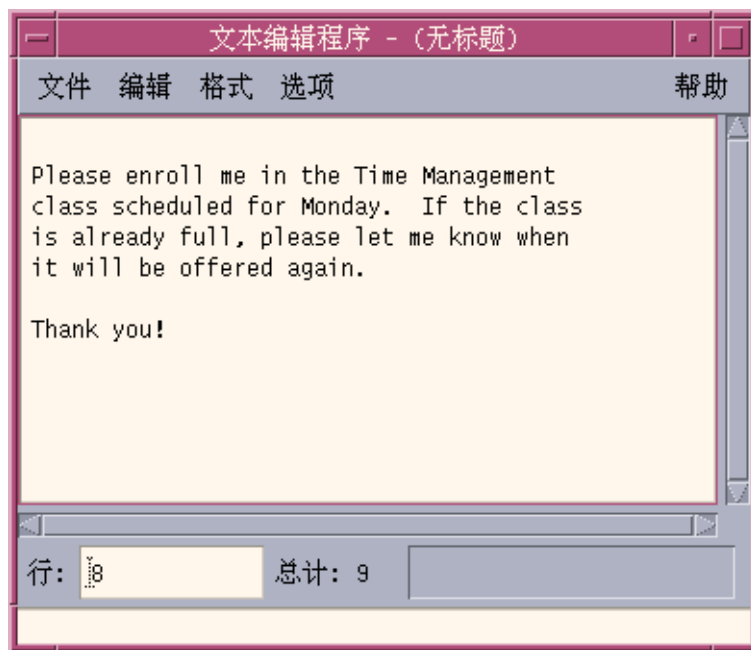 文本编辑程序 - (无标题)
文件 编辑 格式 选项 帮助
Please enroll me in the Time Management
class scheduled for Monday.  If the class
is already full, please let me know when
it will be offered again.
Thank you!
行: 8 总计: 9